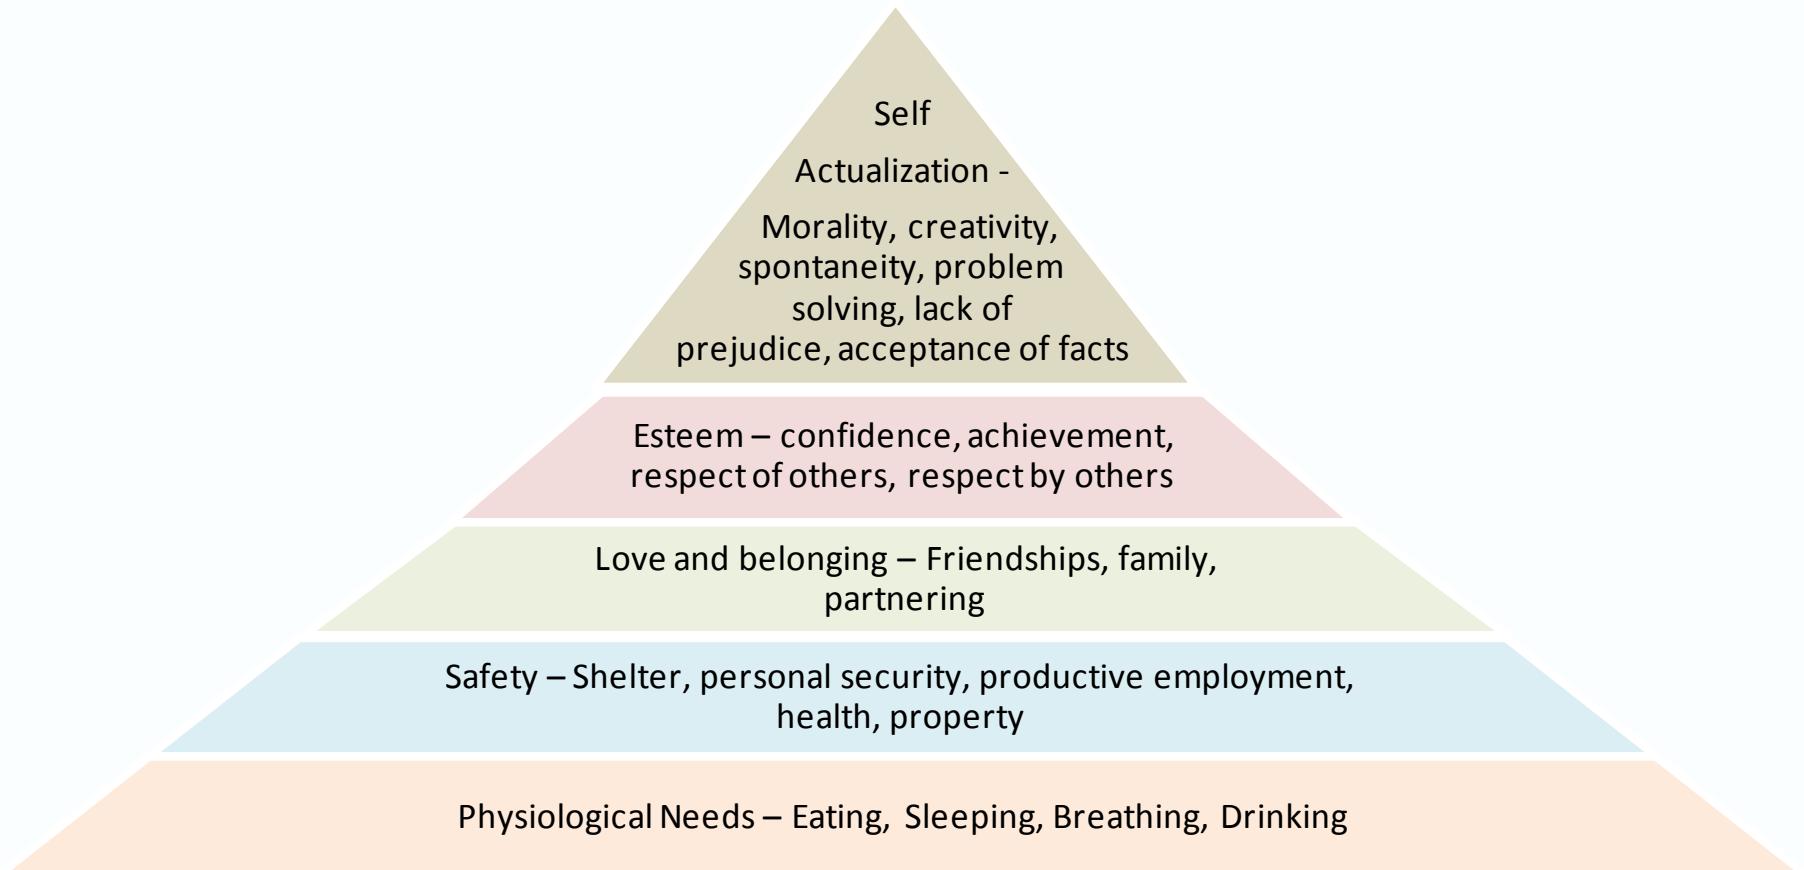 Self
Actualization -
Morality, creativity,
spontaneity, problem
solving, lack of
prejudice, acceptance of facts
Esteem – confidence, achievement,
respect of others, respect by others
Love and belonging – Friendships, family,
partnering
Safety – Shelter, personal security, productive employment,
health, property
Physiological Needs – Eating, Sleeping, Breathing, Drinking